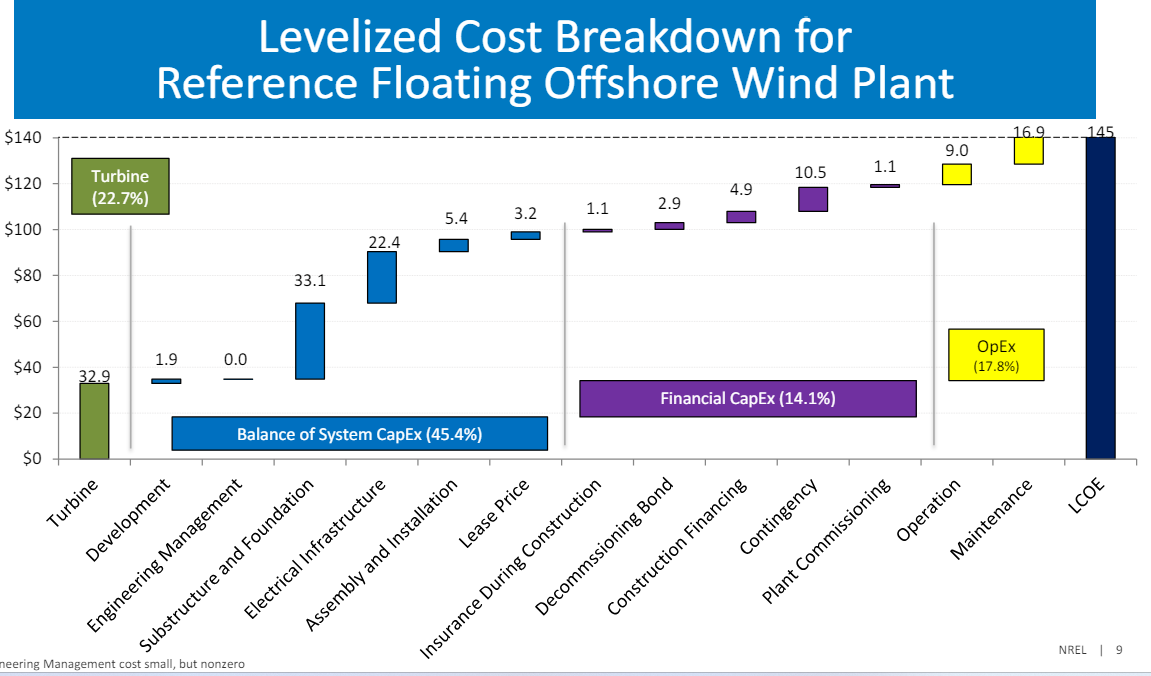 Levelized Cost Breakdown for
Reference Floating Offshore Wind Plant
$140
$120
$100
$80
$60
$40
$20
$0
Turbine
(22.7%)
32.9
1.9
0.0
33.1
22.4
5.4
3.2
1.1
2.9
4.9
10.5
1.1
9.0
16.9
145
Balance of System CapEx (45.4%)
Financial CapEx (14.1%)
OpEx
(17.8%)
Turbine
Development
Engineering Management
Substructure and Foundation
Electrical Infrastructure
Assembly and Installation
Lease Price
Insurance During Construction
Decommssioning Bond
Construction Financing
Contingency
Plant Commissioning
Operation
Maintenance
LCOE
NREL | 9
neering Management cost small, but nonzero